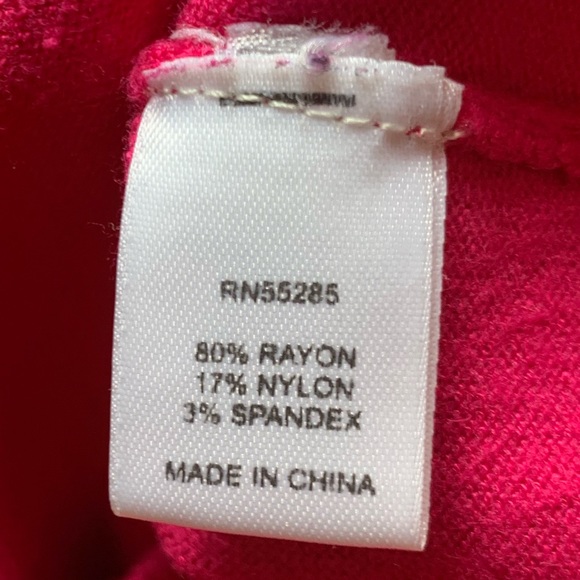 RN55285
80% RAYON
17% NYLON
3% SPANDEX
MADE IN CHINA